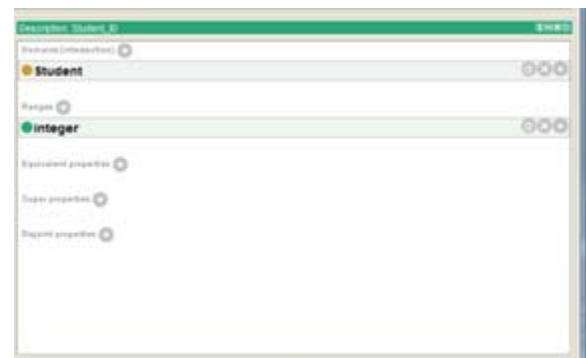 Description: Student_ID
Domains (intersection)
Student
Ranges
integer
Equivalent properties
Super properties
Disjoint properties